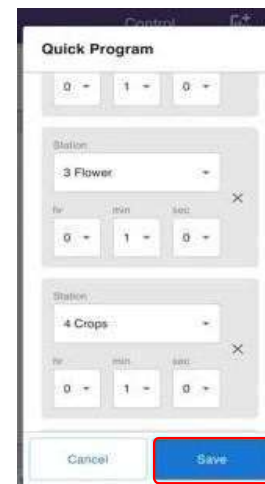 Control
Quick Program
0 1 0
Station
3 Flower
hr min sec
0 1 0
Station
4 Crops
hr min sec
0 1 0
Cancel Save